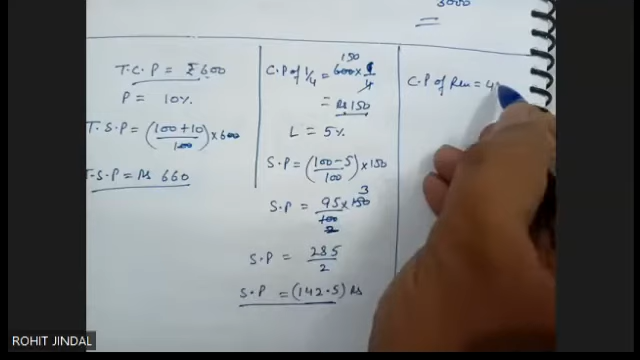 3000
T.C.P = ₹600
P = 10%
T.S.P = (100+10/100) × 600
T.S.P = Rs 660
150
C.P of 1/4 = 600 × 1/4
= Rs 150
L = 5%
S.P = (100-5/100) × 150
3
S.P = 95/100 × 150
2
S.P = 285/2
S.P = (142.5) Rs
C.P of Rem = 4
ROHIT JINDAL